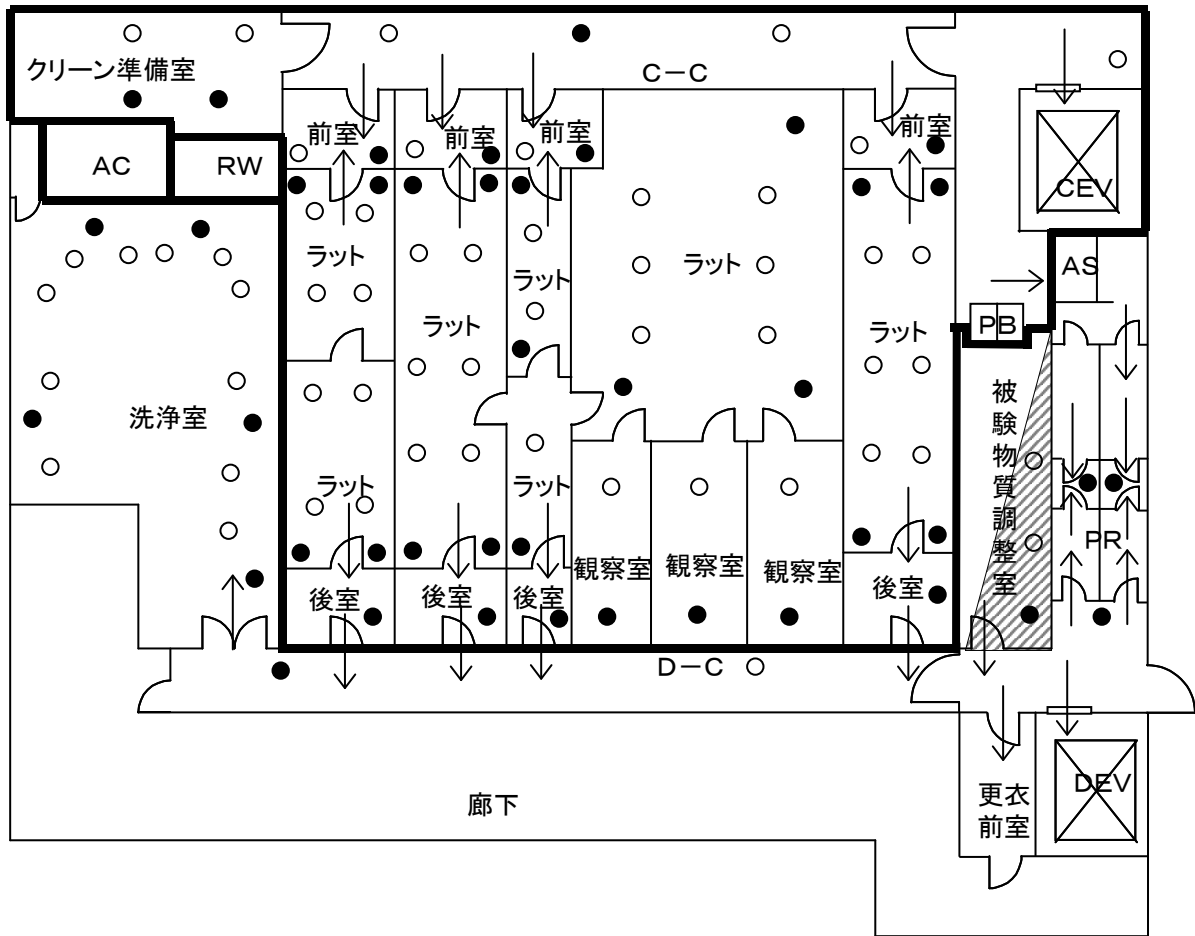 クリーン準備室
C-C
前室
前室
前室
前室
AC
RW
CEV
ラット
ラット
ラット
ラット
ラット
AS
PB
洗浄室
被験物質調整室
ラット
ラット
PR
観察室
観察室
観察室
後室
後室
後室
後室
D-C
廊下
更衣
前室
DEV